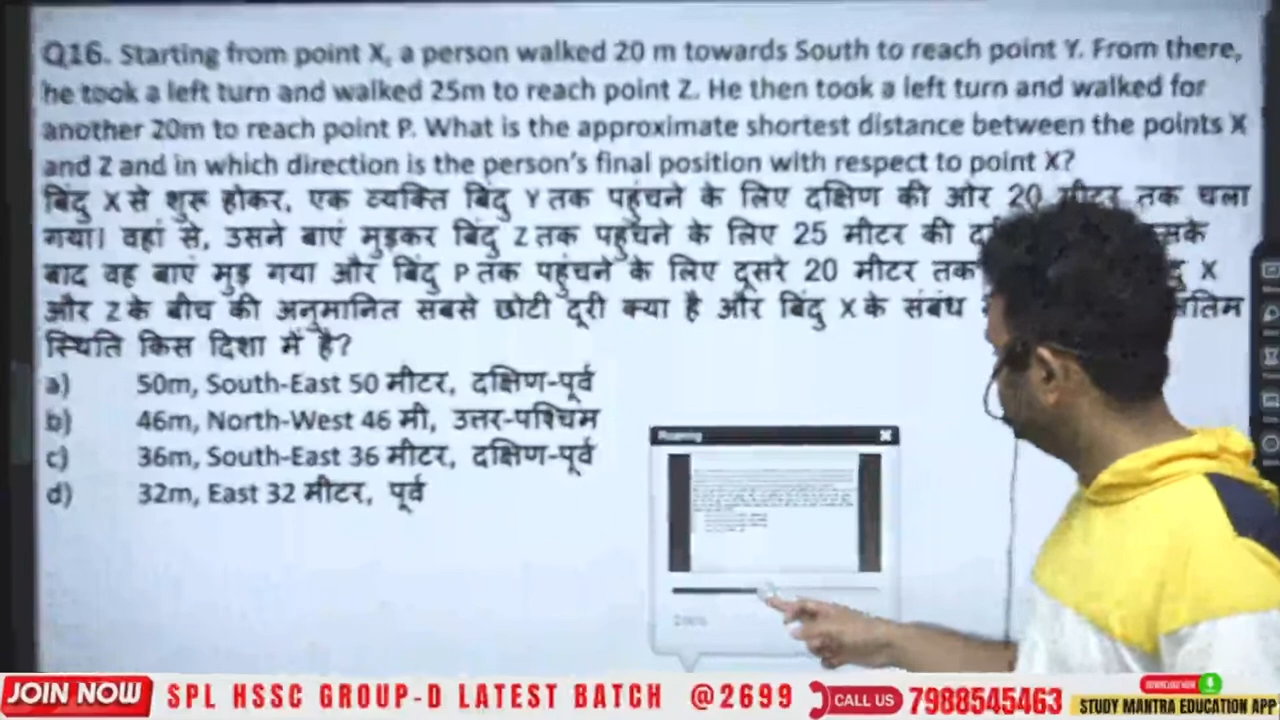 Q16. Starting from point X, a person walked 20 m towards South to reach point Y. From there,
he took a left turn and walked 25m to reach point Z. He then took a left turn and walked for
another 20m to reach point P. What is the approximate shortest distance between the points X
and Z and in which direction is the person's final position with respect to point X?
बिंदु X से शुरू होकर, एक व्यक्ति बिंदु Y तक पहुंचने के लिए दक्षिण की ओर 20 मीटर तक चला
गया। वहां से, उसने बाएं मुड़कर बिंदु Z तक पहुंचने के लिए 25 मीटर की
बाद वह बाएं मुड़ गया और बिंदु P तक पहुंचने के लिए दूसरे 20 मीटर तक X
और Z के बीच की अनुमानित सबसे छोटी दूरी क्या है और बिंदु X के संबंध
स्थिति किस दिशा में है?
a) 50m, South-East 50 मीटर, दक्षिण-पूर्व
b) 46m, North-West 46 मी, उत्तर-पश्चिम
c) 36m, South-East 36 मीटर, दक्षिण-पूर्व
d) 32m, East 32 मीटर, पूर्व
JOIN NOW SPL HSSC GROUP-D LATEST BATCH @2699 CALL US 7988545463
DOWNLOAD NOW
STUDY MANTRA EDUCATION APP